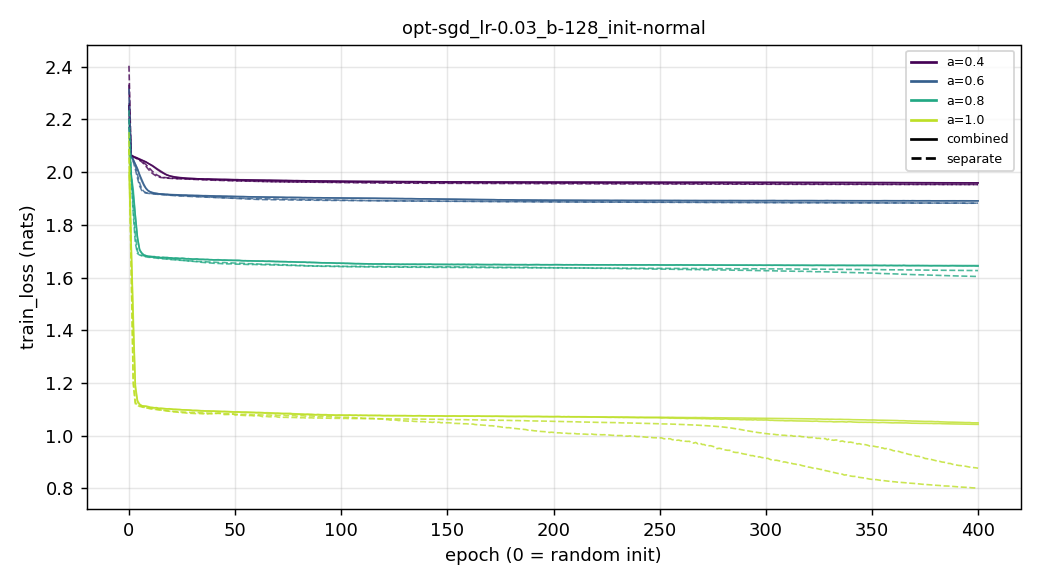 opt-sgd_lr-0.03_b-128_init-normal
train_loss (nats)
2.4
2.2
2.0
1.8
1.6
1.4
1.2
1.0
0.8
a=0.4
a=0.6
a=0.8
a=1.0
combined
separate
0 50 100 150 200 250 300 350 400
epoch (0 = random init)